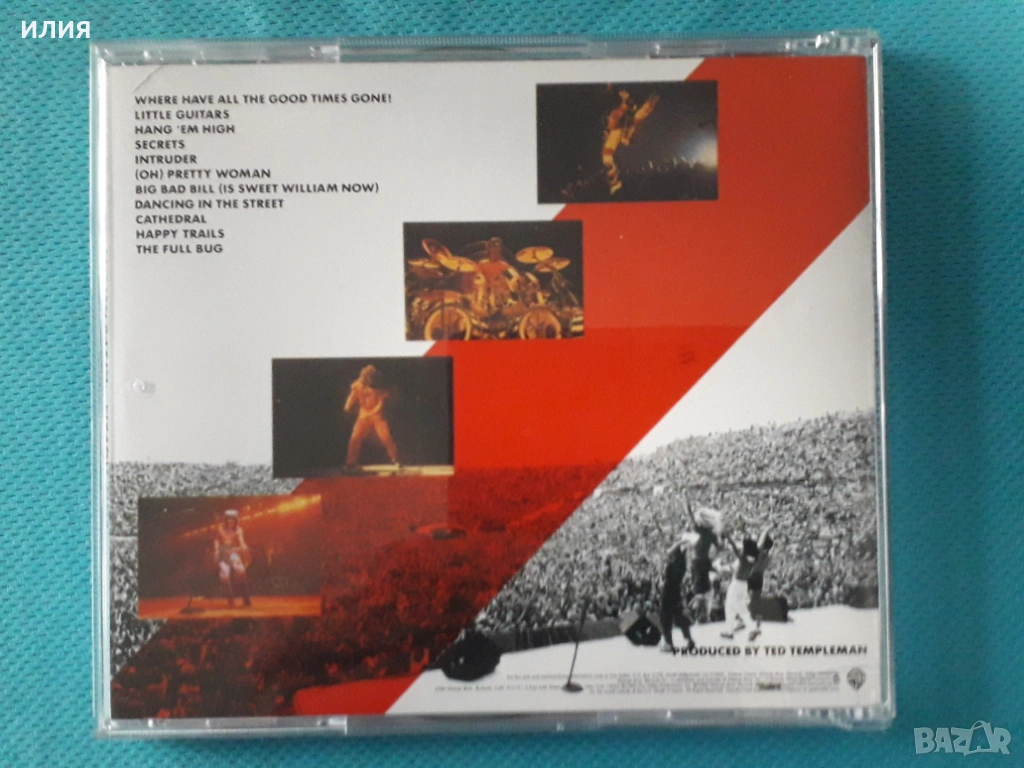 илия
WHERE HAVE ALL THE GOOD TIMES GONE!
LITTLE GUITARS
HANG 'EM HIGH
SECRETS
INTRUDER
(OH) PRETTY WOMAN
BIG BAD BILL (IS SWEET WILLIAM NOW)
DANCING IN THE STREET
CATHEDRAL
HAPPY TRAILS
THE FULL BUG
PRODUCED BY TED TEMPLEMAN
BAZAR